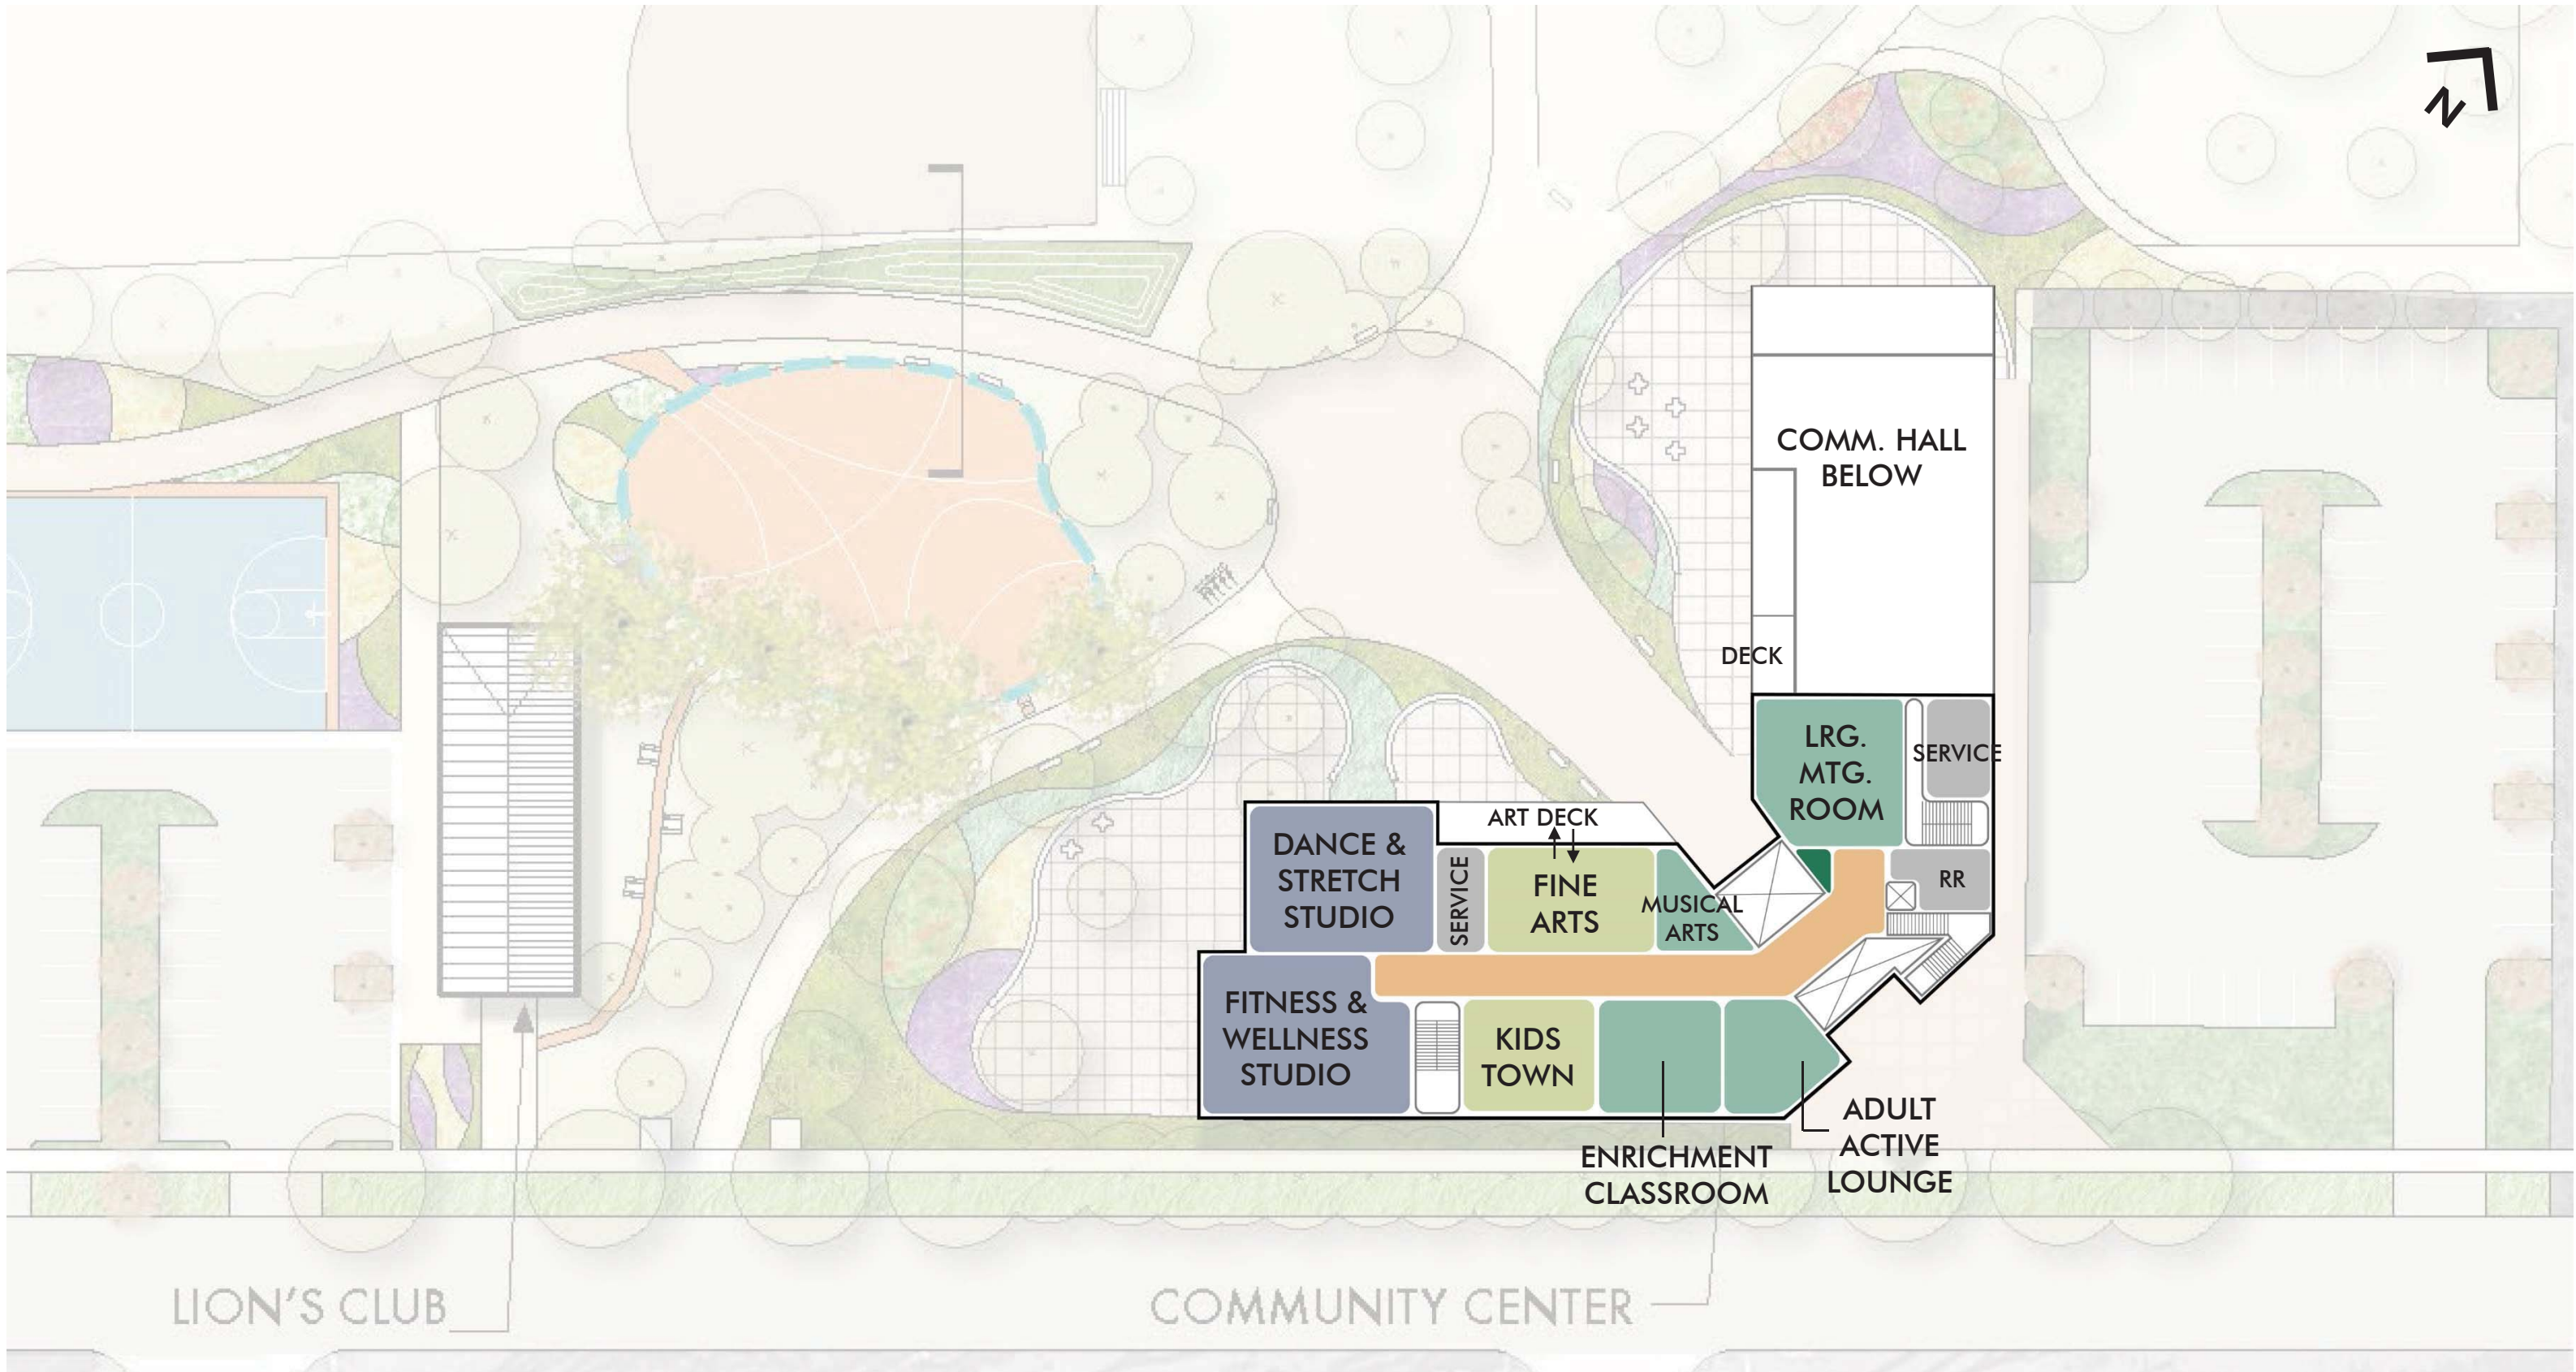 N
COMM. HALL
BELOW
DECK
LRG.
MTG.
ROOM
SERVICE
ART DECK
DANCE &
STRETCH
STUDIO
SERVICE
FINE
ARTS
MUSICAL
ARTS
RR
FITNESS &
WELLNESS
STUDIO
KIDS
TOWN
ENRICHMENT
CLASSROOM
ADULT
ACTIVE
LOUNGE
LION'S CLUB
COMMUNITY CENTER